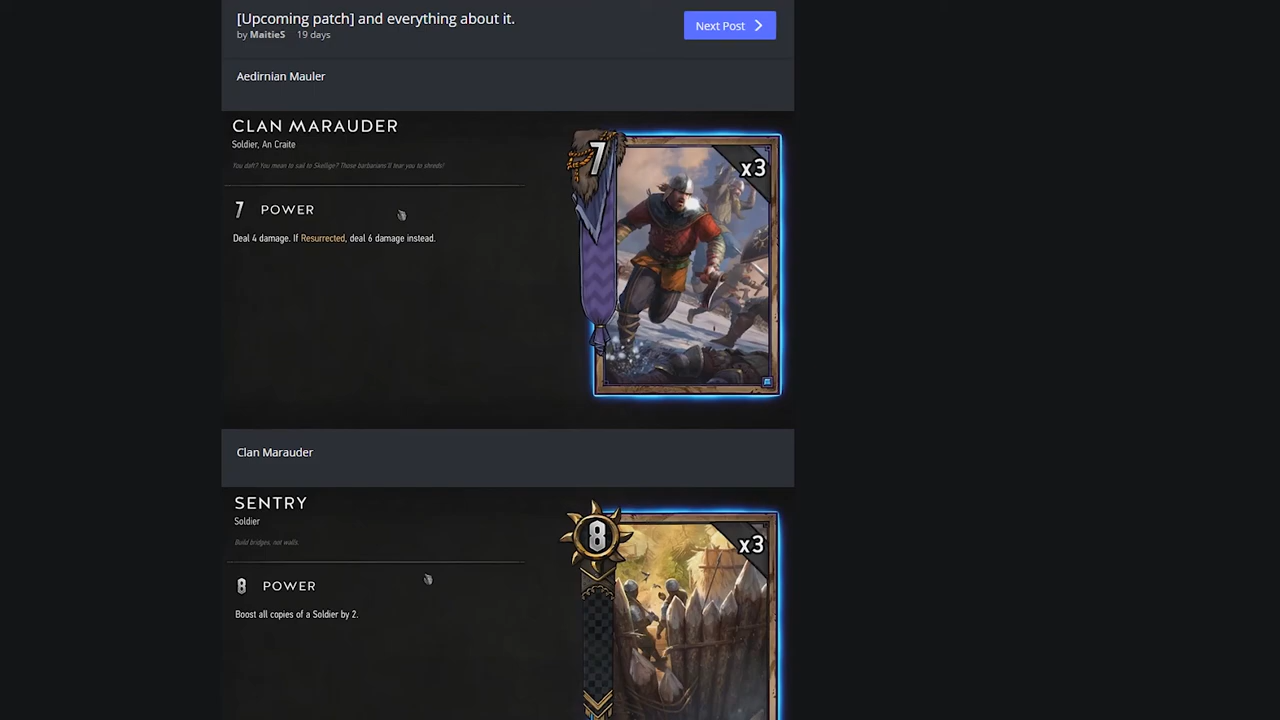 [Upcoming patch] and everything about it.
by MaitieS 19 days
Next Post
Aedirnian Mauler
CLAN MARAUDER
Soldier, An Craite
You daft? You mean to sail to Skellige? Those barbarians'll tear you to shreds!
7 POWER
Deal 4 damage. If Resurrected, deal 6 damage instead.
7
x3
Clan Marauder
SENTRY
Soldier
Build bridges, not walls.
8 POWER
Boost all copies of a Soldier by 2.
8
x3